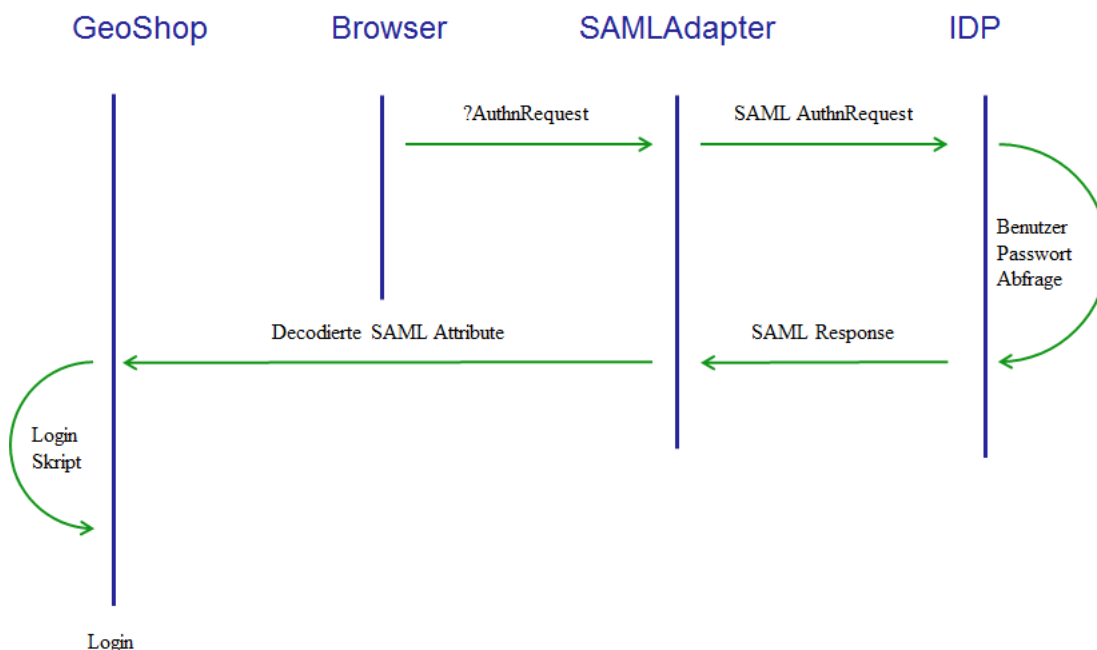 GeoShop Browser SAMLAdapter IDP
?AuthnRequest SAML AuthnRequest
Benutzer
Passwort
Abfrage
Decodierte SAML Attribute SAML Response
Login
Skript
Login